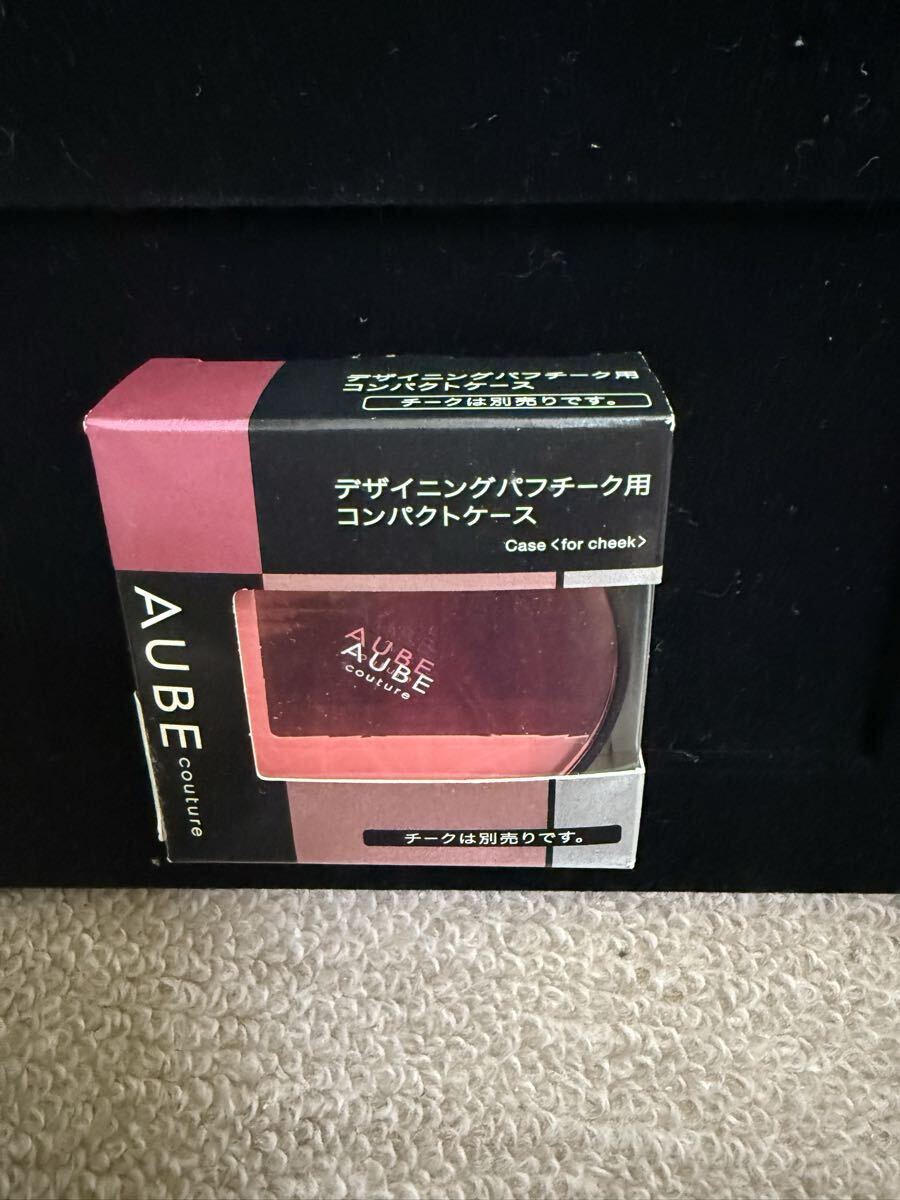 デザイニングパフチーク用
コンパクトケース
チークは別売りです。
デザイニングパフチーク用
コンパクトケース
Case <for cheek>
AUBE
couture
AUBE
AUBE
couture
チークは別売りです。